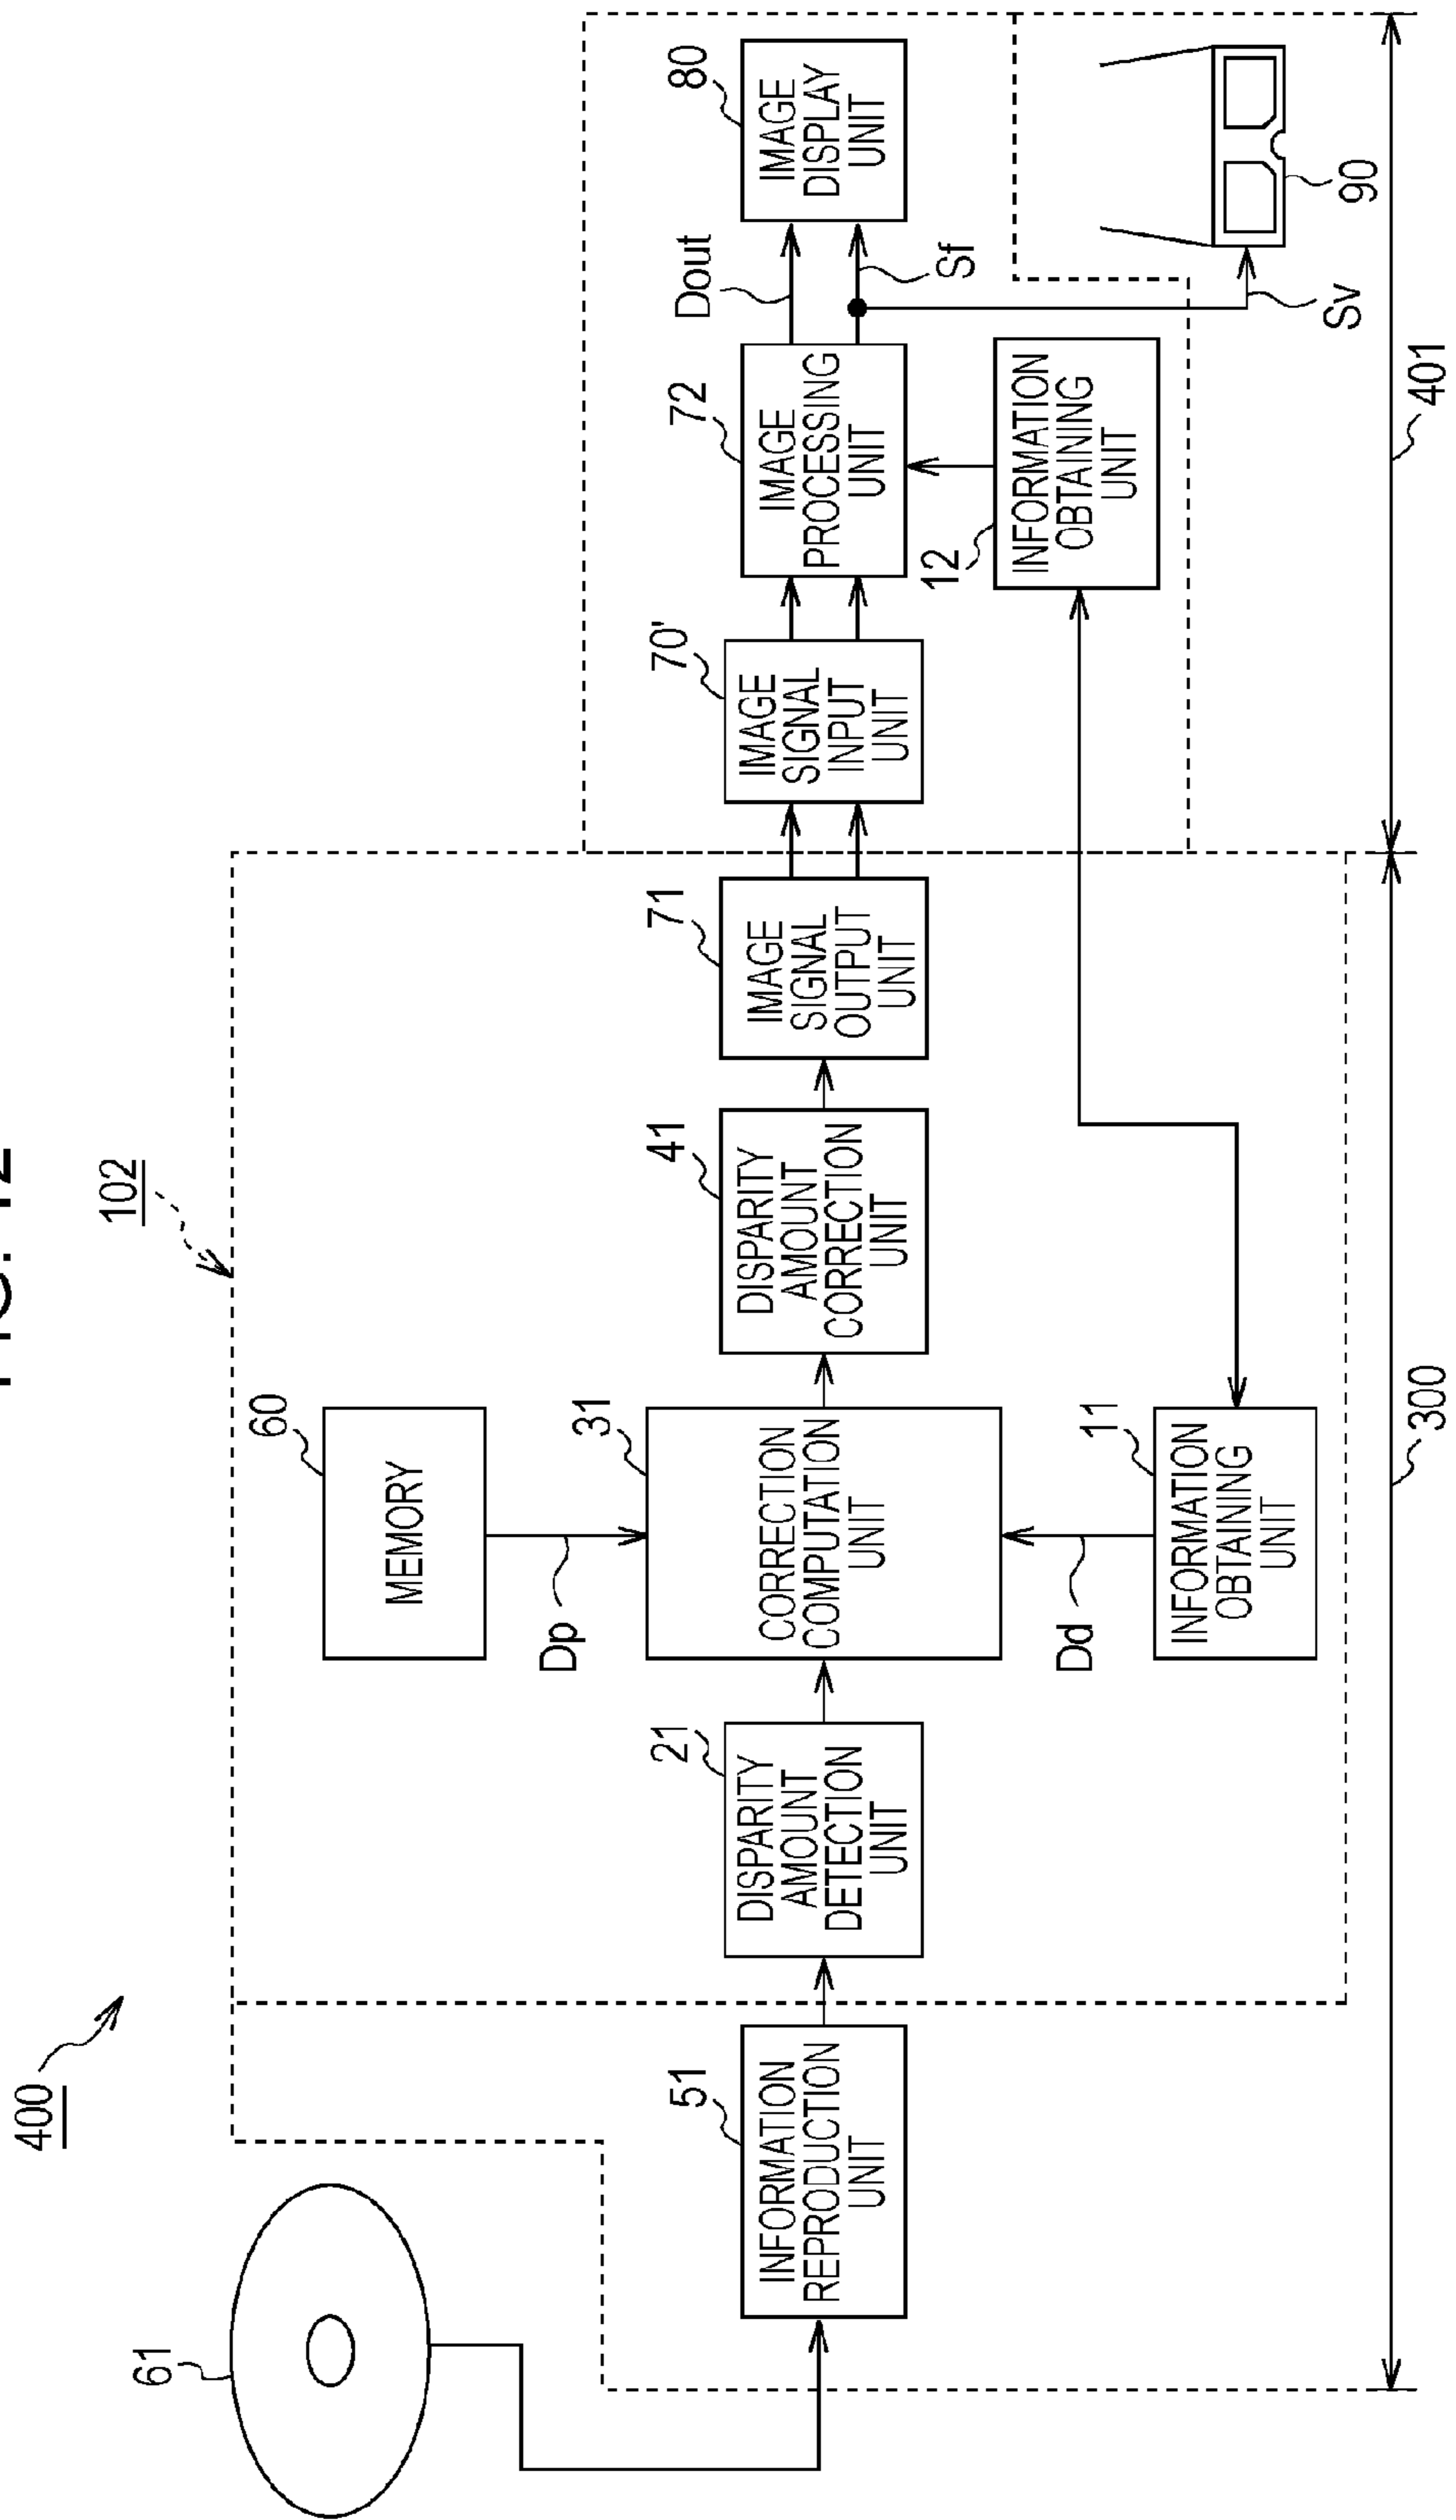 400
102
61
60
MEMORY
Dp
51
INFORMATION
REPRODUCTION
UNIT
21
DISPARITY
AMOUNT
DETECTION
UNIT
31
CORRECTION
COMPUTATION
UNIT
41
DISPARITY
AMOUNT
CORRECTION
UNIT
71
IMAGE
SIGNAL
OUTPUT
UNIT
70'
IMAGE
SIGNAL
INPUT
UNIT
72
IMAGE
PROCESSING
UNIT
Dout
80
IMAGE
DISPLAY
UNIT
Sf
12
INFORMATION
OBTAINING
UNIT
Dd
11
INFORMATION
OBTAINING
UNIT
Sv
90
300
401